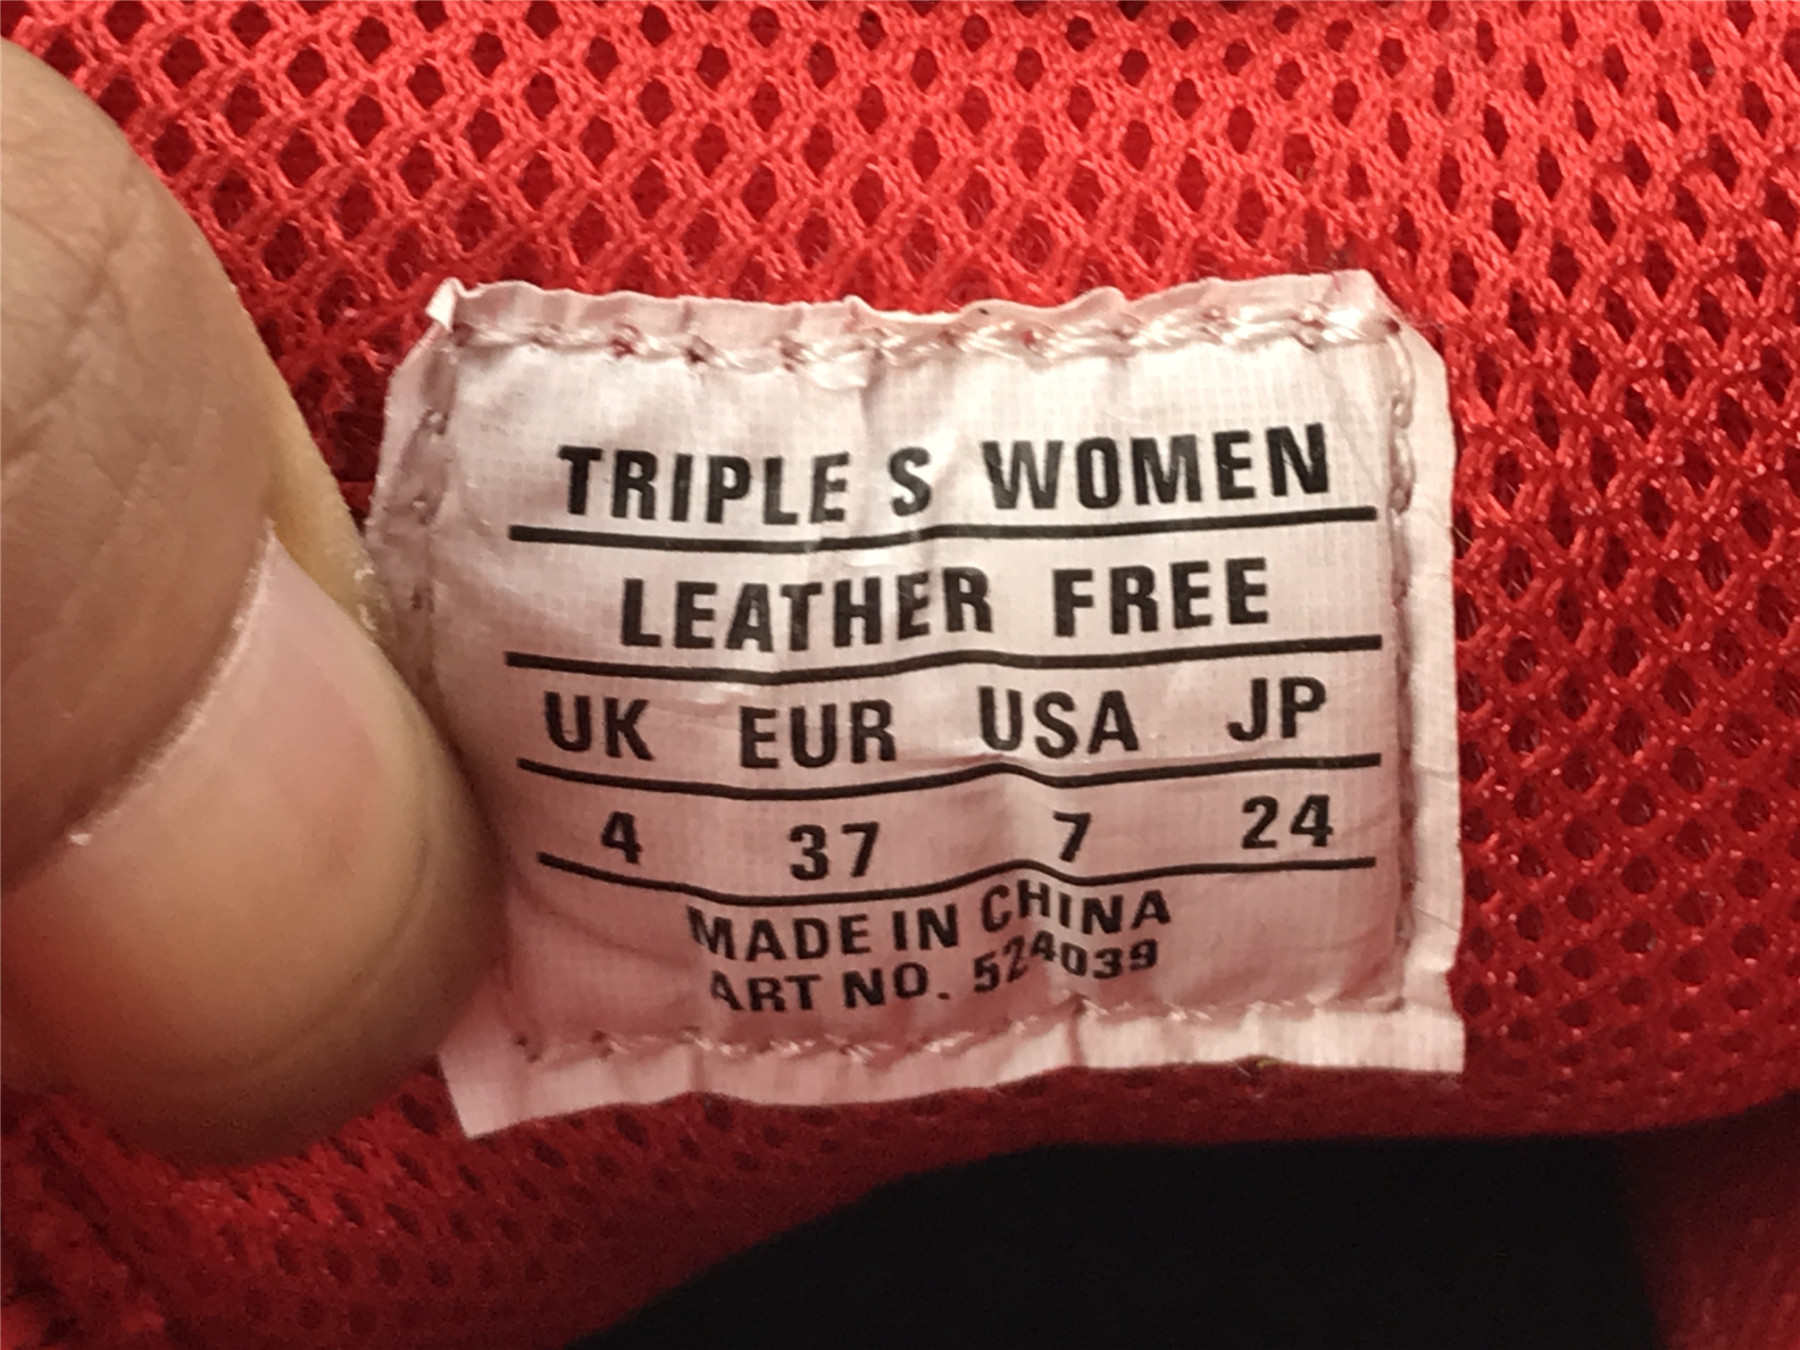 TRIPLE S WOMEN
LEATHER FREE
UK EUR USA JP
4 37 7 24
MADE IN CHINA
ART NO. 524039